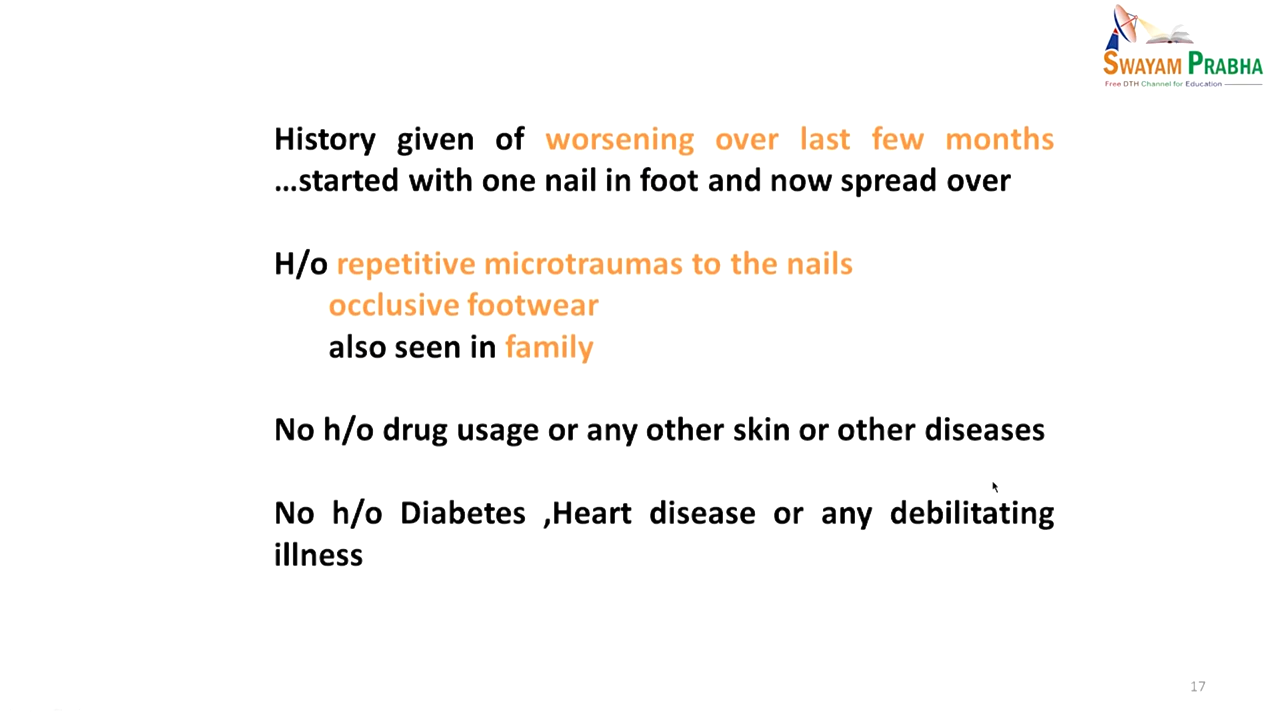 SWAYAM PRABHA
Free DTH Channel for Education
History given of worsening over last few months
...started with one nail in foot and now spread over
H/o repetitive microtraumas to the nails
occlusive footwear
also seen in family
No h/o drug usage or any other skin or other diseases
No h/o Diabetes ,Heart disease or any debilitating
illness
17